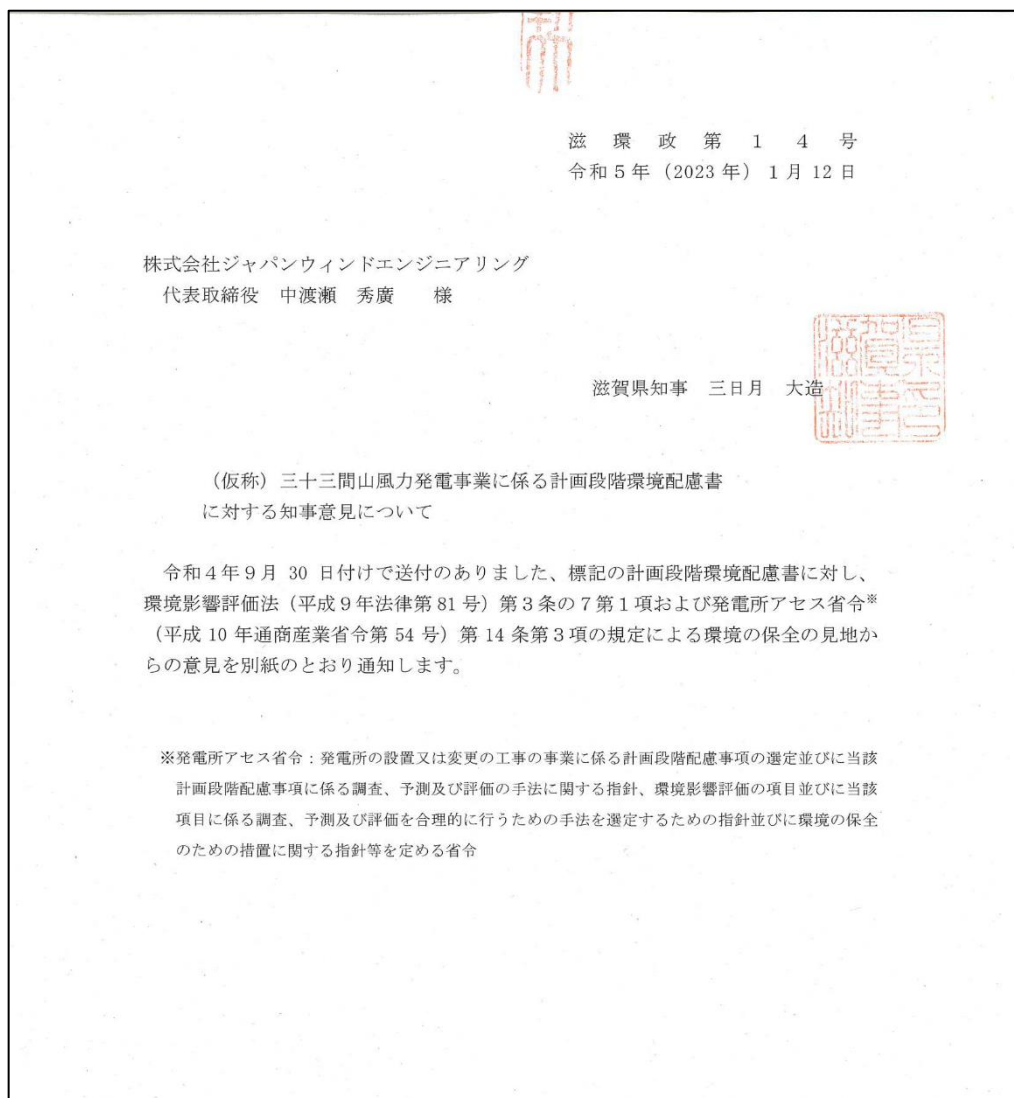 滋環政第１４号
令和５年（2023年）１月12日
株式会社ジャパンウィンドエンジニアリング
代表取締役　中渡瀬　秀廣　　様
滋賀県知事　三日月　大造
（仮称）三十三間山風力発電事業に係る計画段階環境配慮書
に対する知事意見について
令和４年９月 30 日付けで送付のありました、標記の計画段階環境配慮書に対し、
環境影響評価法（平成９年法律第81号）第３条の７第１項および発電所アセス省令※
（平成 10 年通商産業省令第 54 号）第 14 条第３項の規定による環境の保全の見地か
らの意見を別紙のとおり通知します。
※発電所アセス省令：発電所の設置又は変更の工事の事業に係る計画段階配慮事項の選定並びに当該
計画段階配慮事項に係る調査、予測及び評価の手法に関する指針、環境影響評価の項目並びに当該
項目に係る調査、予測及び評価を合理的に行うための手法を選定するための指針並びに環境の保全
のための措置に関する指針等を定める省令